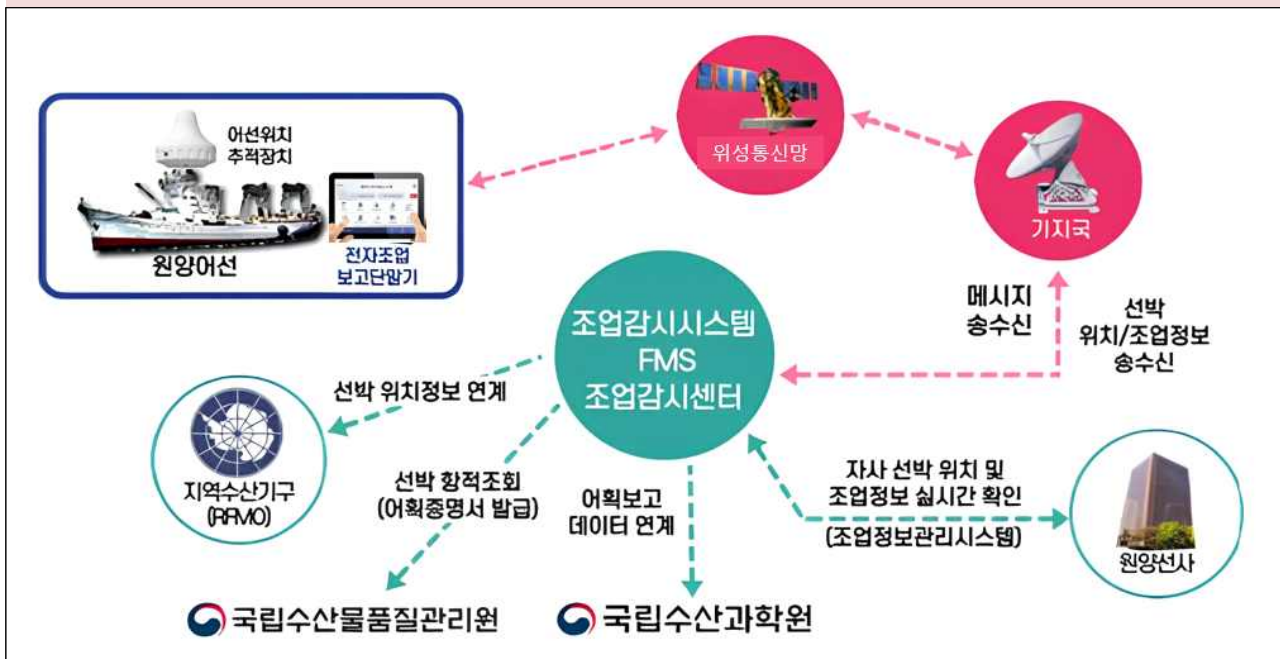 어선위치
추적장치
원양어선
전자조업
보고단말기
위성통신망
기지국
메시지
송수신
선박
위치/조업정보
송수신
조업감시시스템
FMS
조업감시센터
선박 위치정보 연계
지역수산기구
(RFMO)
선박 항적조회
(어획증명서 발급)
어획보고
데이터 연계
자사 선박 위치 및
조업정보 실시간 확인
(조업정보관리시스템)
원양선사
국립수산물품질관리원
국립수산과학원